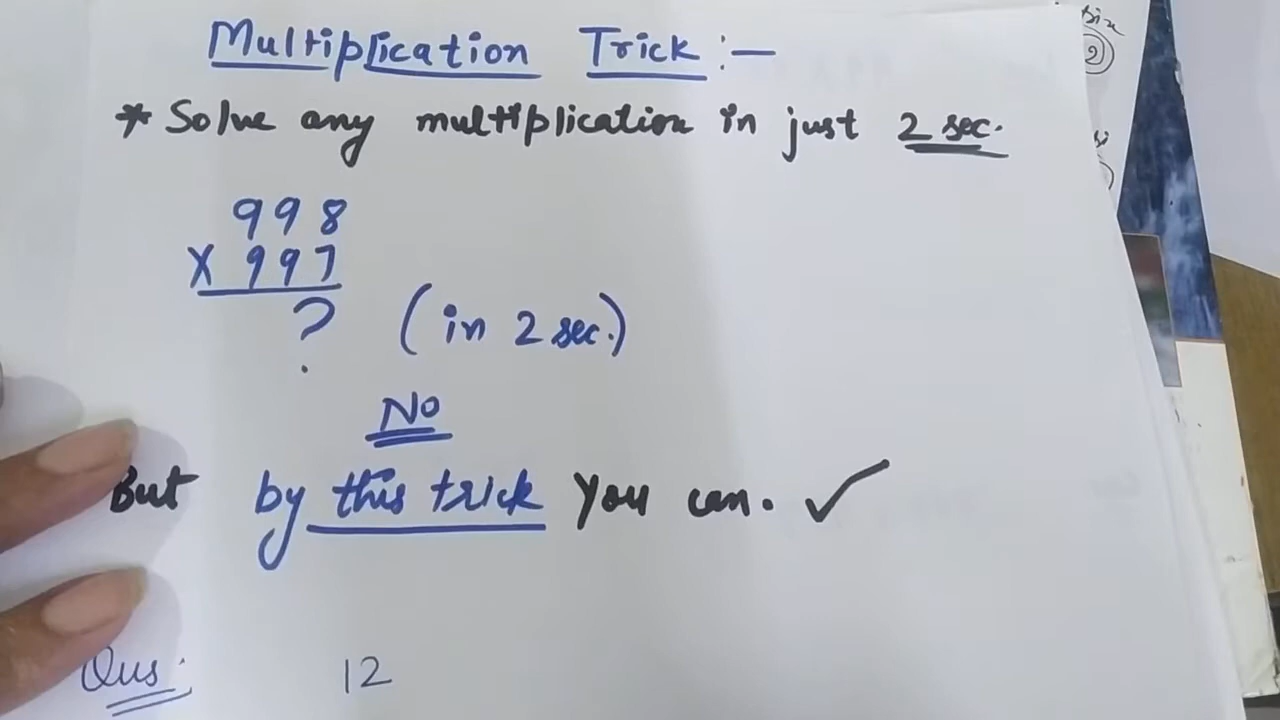 Multiplication Trick :—
* Solve any multiplication in just 2 sec.
998
X 997
? (in 2 sec.)
No
But by this trick You can. ✓
Qus: 12
2